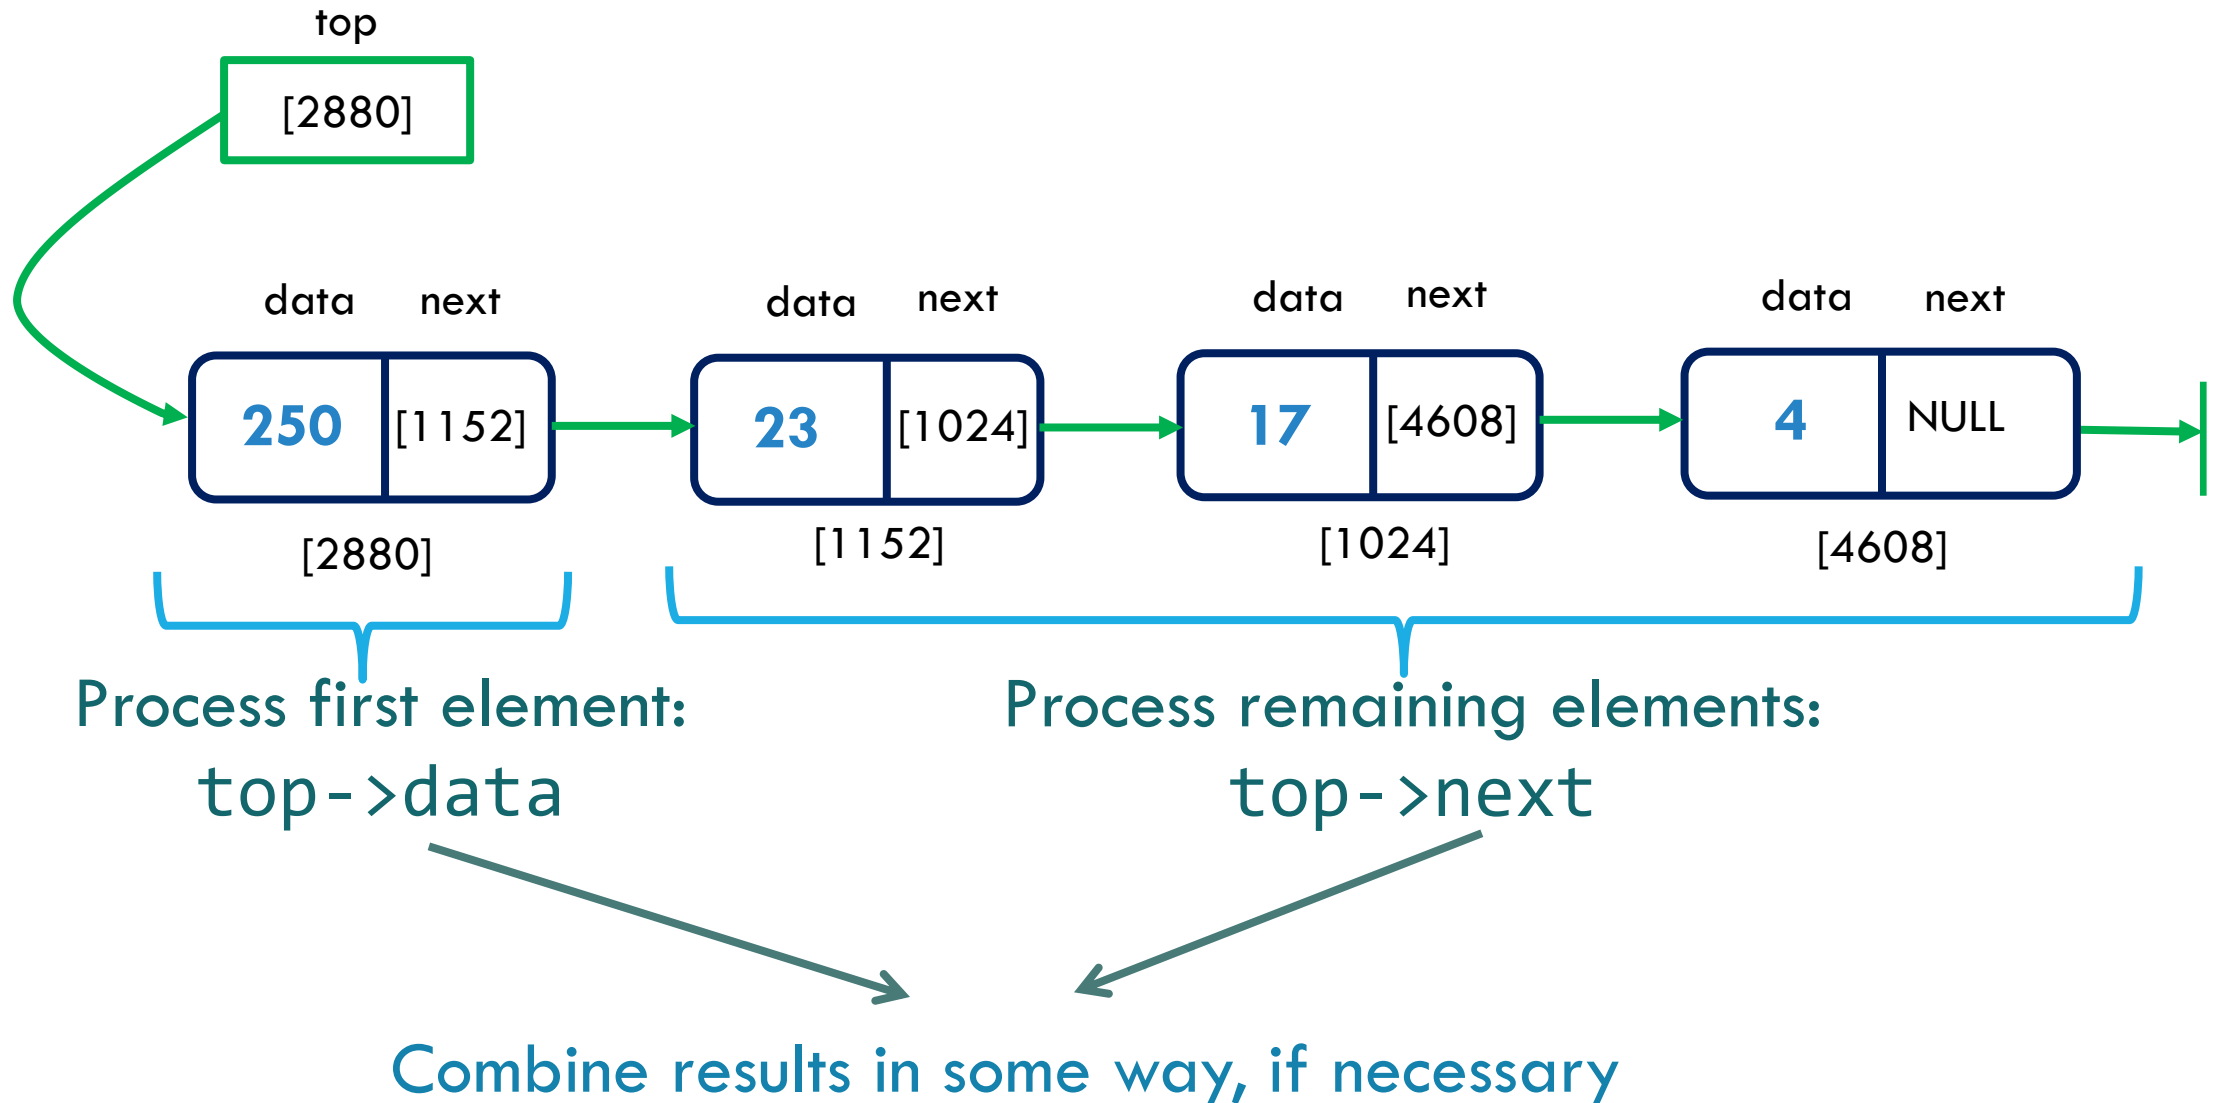 top
[2880]
data next data next data next data next
250 [1152] 23 [1024] 17 [4608] 4 NULL
[2880] [1152] [1024] [4608]
Process first element: Process remaining elements:
top->data top->next
Combine results in some way, if necessary